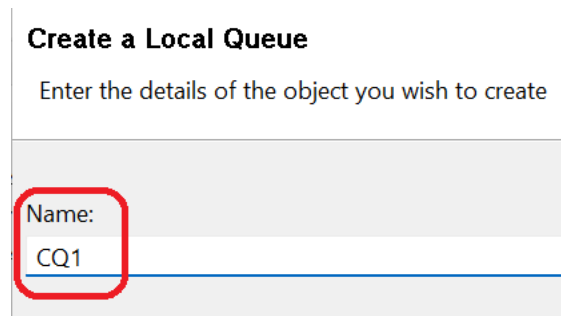 Create a Local Queue
Enter the details of the object you wish to create
Name:
CQ1